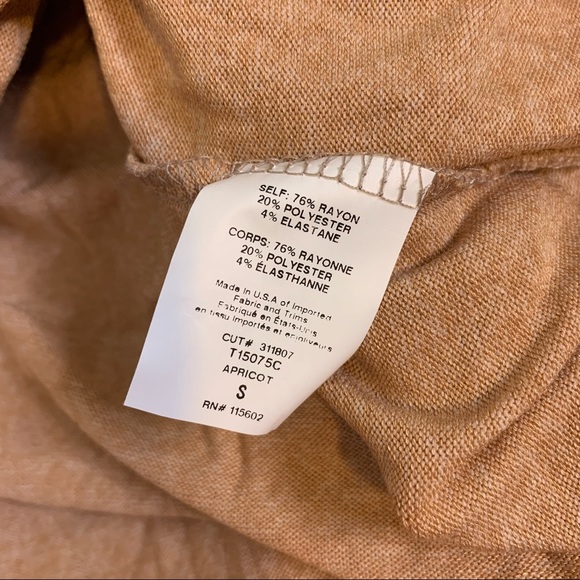 SELF: 76% RAYON
20% POLYESTER
4% ELASTANE
CORPS: 76% RAYONNE
20% POLYESTER
4% ÉLASTHANNE
Made in U.S.A of Imported
Fabric and Trims
Fabriqué en États-Unis
en tissu importés et
CUT# 311807
T15075C
APRICOT
S
RN# 115602